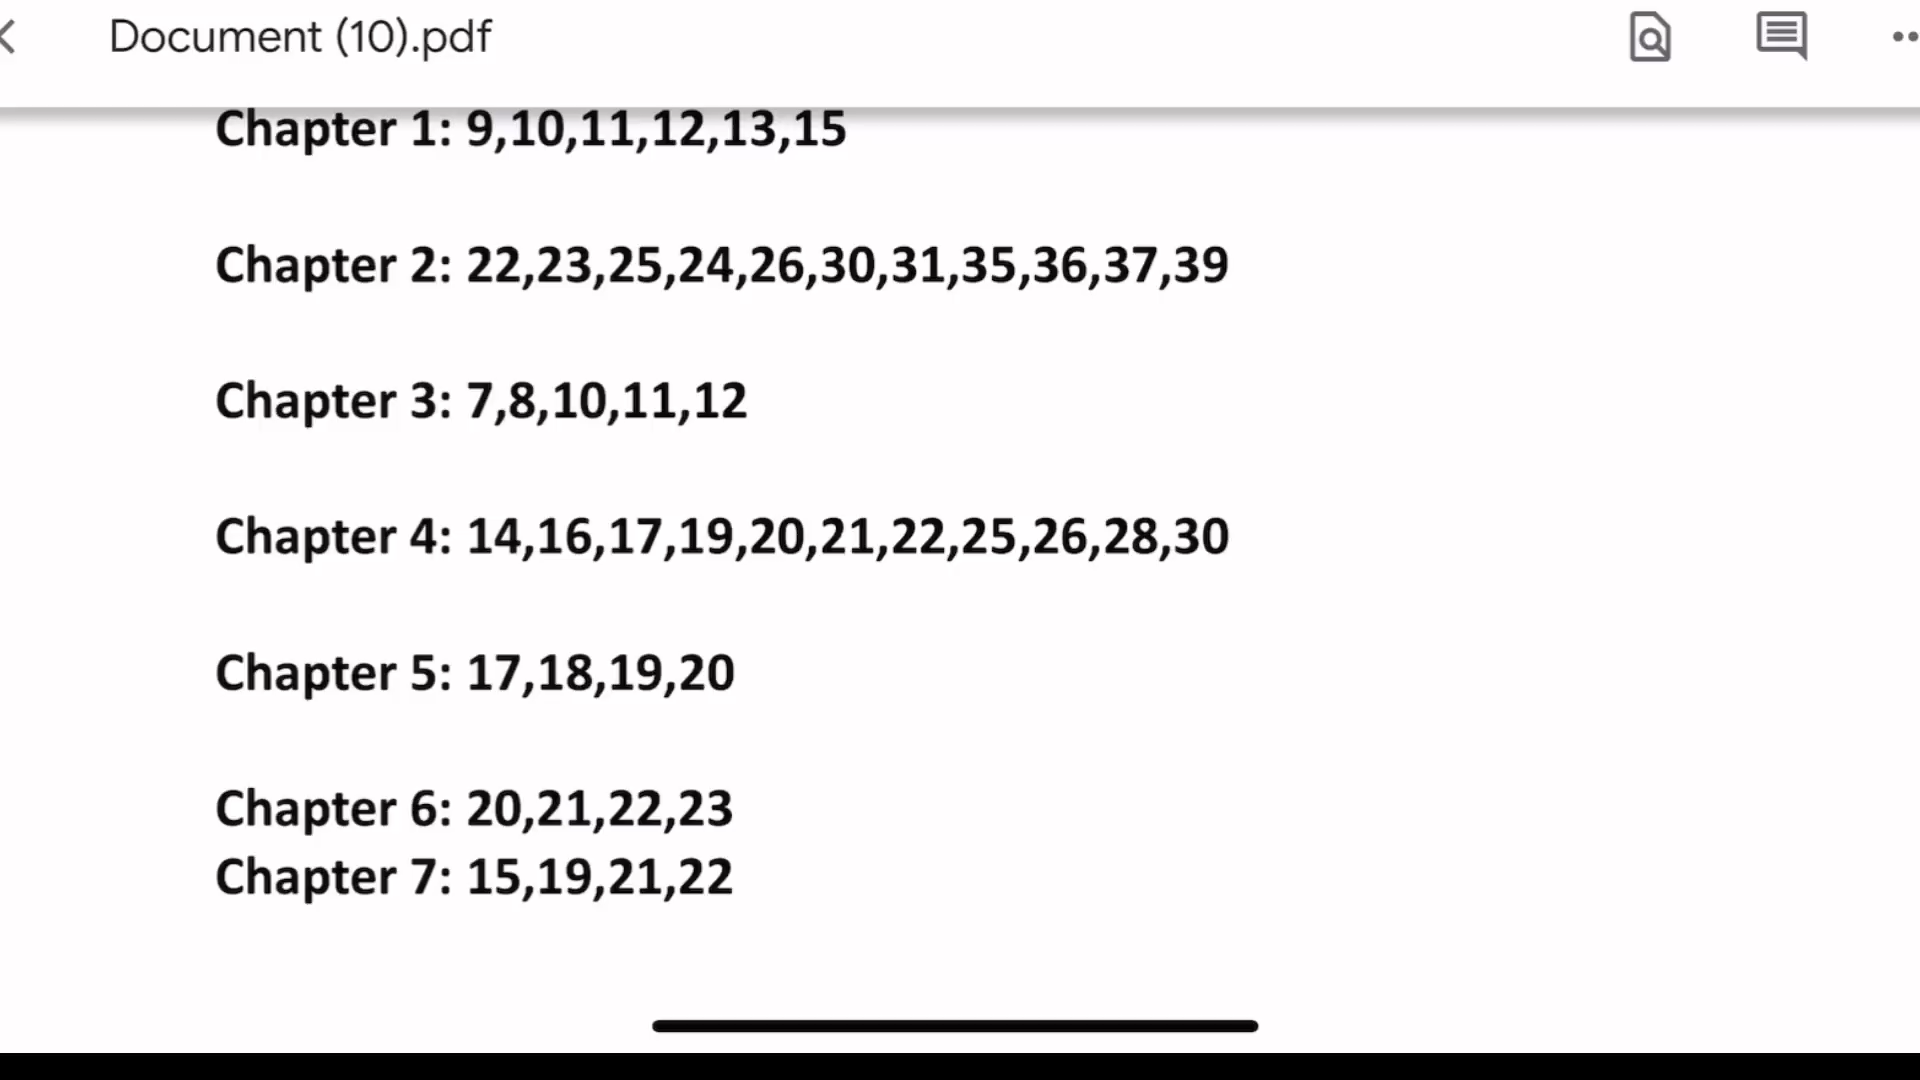 Document (10).pdf
Chapter 1: 9,10,11,12,13,15
Chapter 2: 22,23,25,24,26,30,31,35,36,37,39
Chapter 3: 7,8,10,11,12
Chapter 4: 14,16,17,19,20,21,22,25,26,28,30
Chapter 5: 17,18,19,20
Chapter 6: 20,21,22,23
Chapter 7: 15,19,21,22